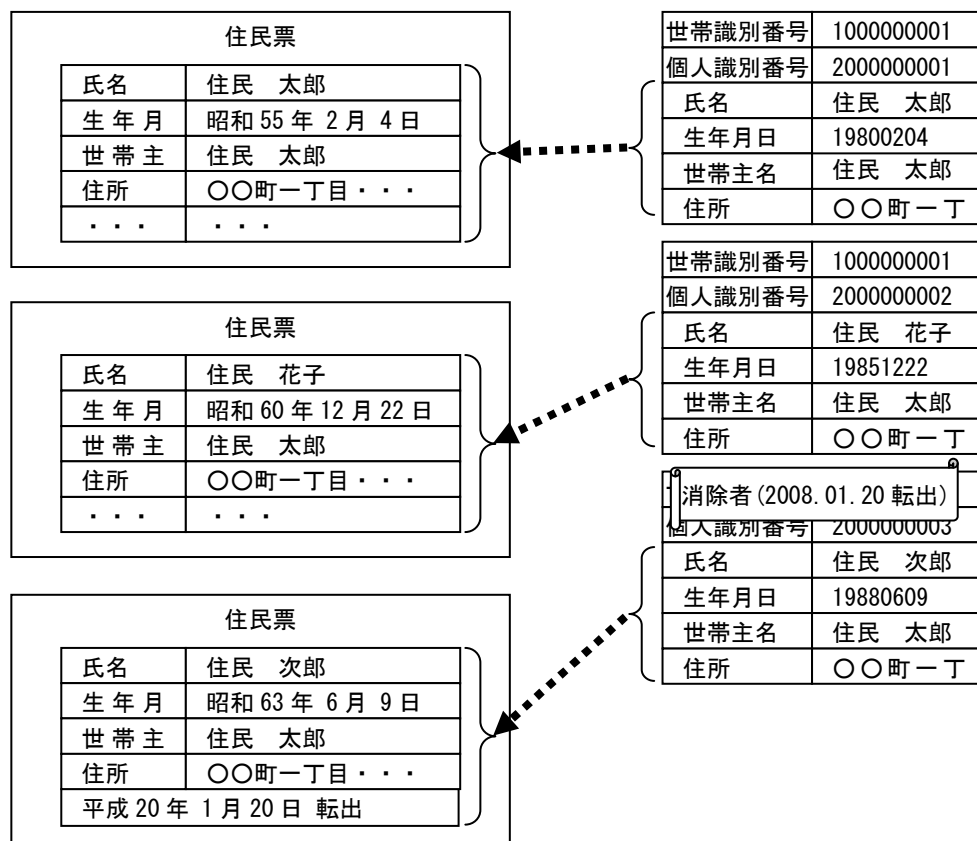 住民票
氏名 住民 太郎
生年月 昭和55年 2月 4日
世帯主 住民 太郎
住所 〇〇町一丁目・・・
・・・ ・・・
住民票
氏名 住民 花子
生年月 昭和60年12月22日
世帯主 住民 太郎
住所 〇〇町一丁目・・・
・・・ ・・・
住民票
氏名 住民 次郎
生年月 昭和63年 6月 9日
世帯主 住民 太郎
住所 〇〇町一丁目・・・
平成20年 1月20日 転出
世帯識別番号 1000000001
個人識別番号 2000000001
氏名 住民 太郎
生年月日 19800204
世帯主名 住民 太郎
住所 〇〇町一丁
世帯識別番号 1000000001
個人識別番号 2000000002
氏名 住民 花子
生年月日 19851222
世帯主名 住民 太郎
住所 〇〇町一丁
消除者(2008.01.20転出)
個人識別番号 2000000003
氏名 住民 次郎
生年月日 19880609
世帯主名 住民 太郎
住所 〇〇町一丁